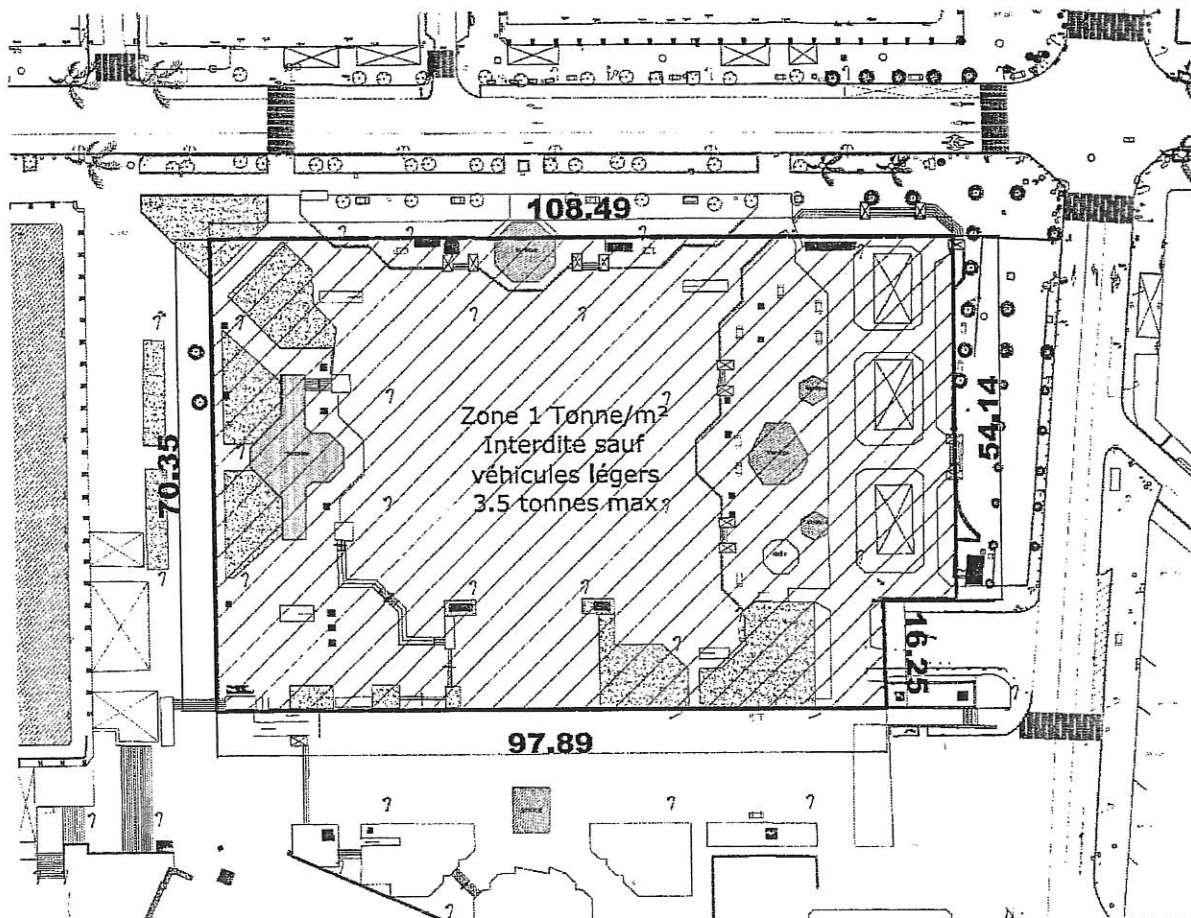 108.49
Zone 1 Tonne/m²
Interdite sauf
véhicules légers
3.5 tonnes max
70.35
54.14
16.25
97.89